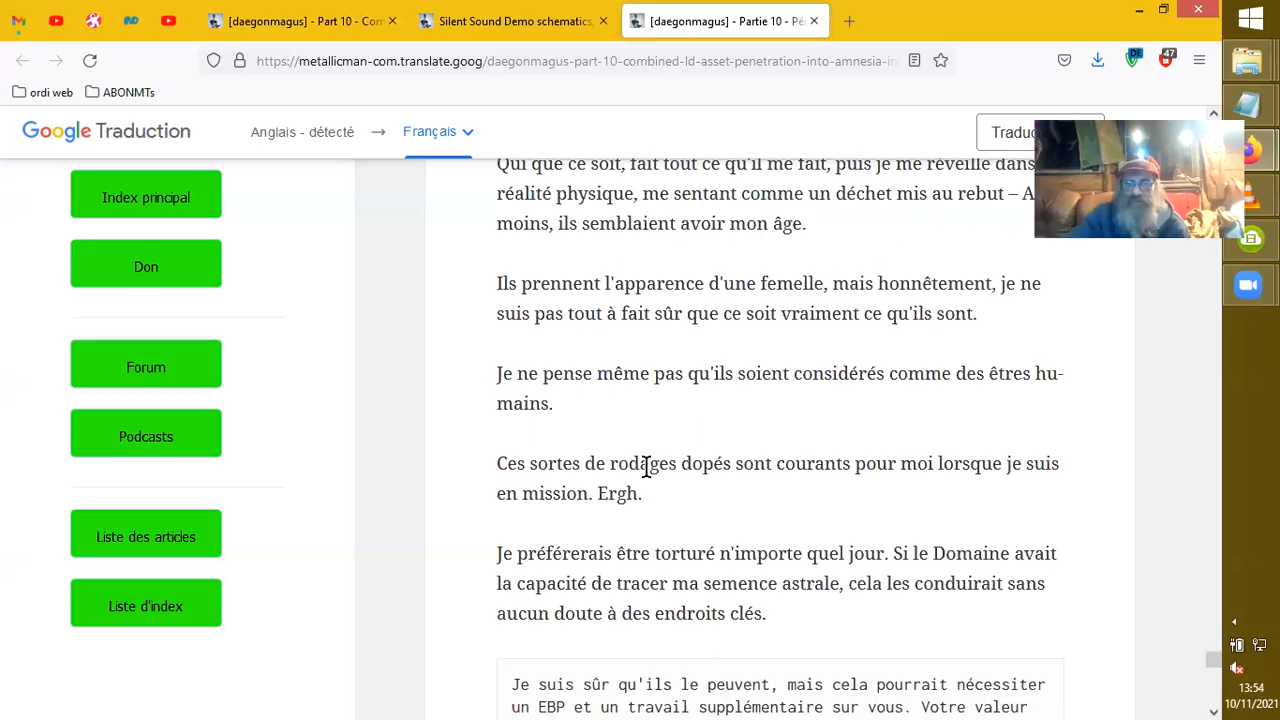 [daegonmagus] - Part 10 - Com
Silent Sound Demo schematics,
[daegonmagus] - Partie 10 - Pé
https://metallicman-com.translate.goog/daegonmagus-part-10-combined-ld-asset-penetration-into-amnesia-in
DE
47
ordi web
ABONMTs
Google Traduction
Anglais - détecté
Français
Traduc
Index principal
Don
Forum
Podcasts
Liste des articles
Liste d'index
Qui que ce soit, fait tout ce qu'il me fait, puis je me réveille dans
réalité physique, me sentant comme un déchet mis au rebut – A
moins, ils semblaient avoir mon âge.
Ils prennent l'apparence d'une femelle, mais honnêtement, je ne
suis pas tout à fait sûr que ce soit vraiment ce qu'ils sont.
Je ne pense même pas qu'ils soient considérés comme des êtres hu-
mains.
Ces sortes de rodages dopés sont courants pour moi lorsque je suis
en mission. Ergh.
Je préférerais être torturé n'importe quel jour. Si le Domaine avait
la capacité de tracer ma semence astrale, cela les conduirait sans
aucun doute à des endroits clés.
Je suis sûr qu'ils le peuvent, mais cela pourrait nécessiter
un EBP et un travail supplémentaire sur vous. Votre valeur
13:54
10/11/2021